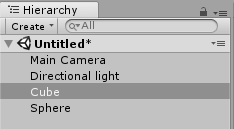 Hierarchy
Create All
Untitled*
Main Camera
Directional light
Cube
Sphere